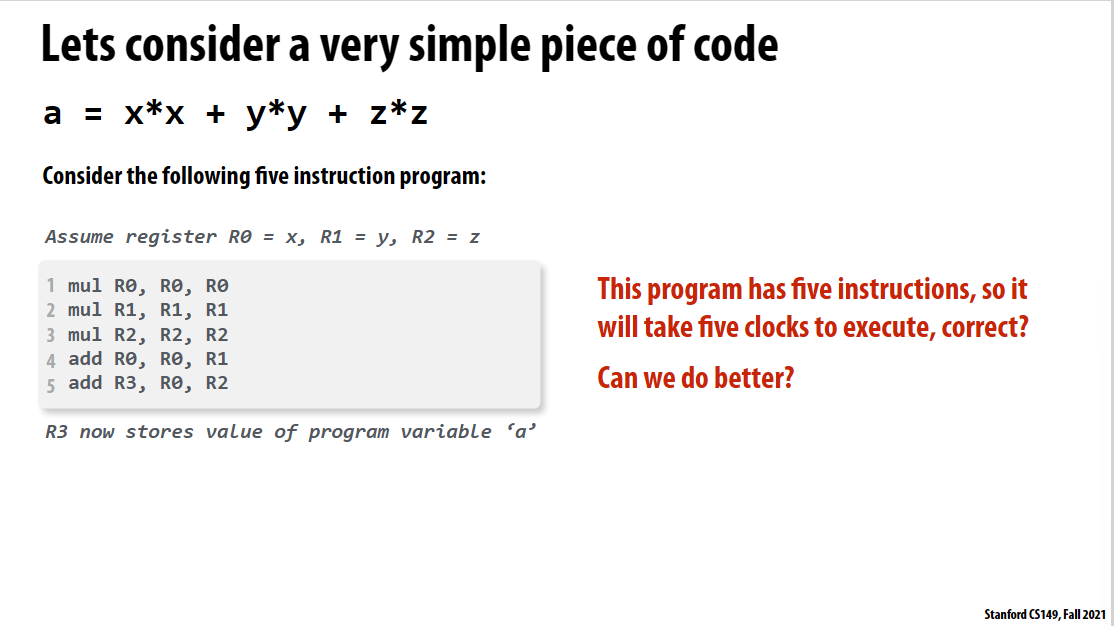 Lets consider a very simple piece of code
a = x*x + y*y + z*z
Consider the following five instruction program:
Assume register R0 = x, R1 = y, R2 = z
1 mul R0, R0, R0
2 mul R1, R1, R1
3 mul R2, R2, R2
4 add R0, R0, R1
5 add R3, R0, R2
R3 now stores value of program variable ‘a’
This program has five instructions, so it
will take five clocks to execute, correct?
Can we do better?
Stanford CS149, Fall 2021